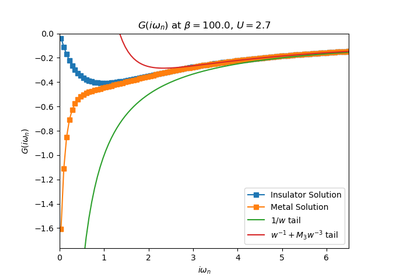 G(iωₙ) at β = 100.0, U = 2.7
0.0
−0.2
−0.4
−0.6
−0.8
−1.0
−1.2
−1.4
−1.6
G(iωₙ)
Insulator Solution
Metal Solution
1/w tail
w⁻¹ + M₃w⁻³ tail
0 1 2 3 4 5 6
iωₙ